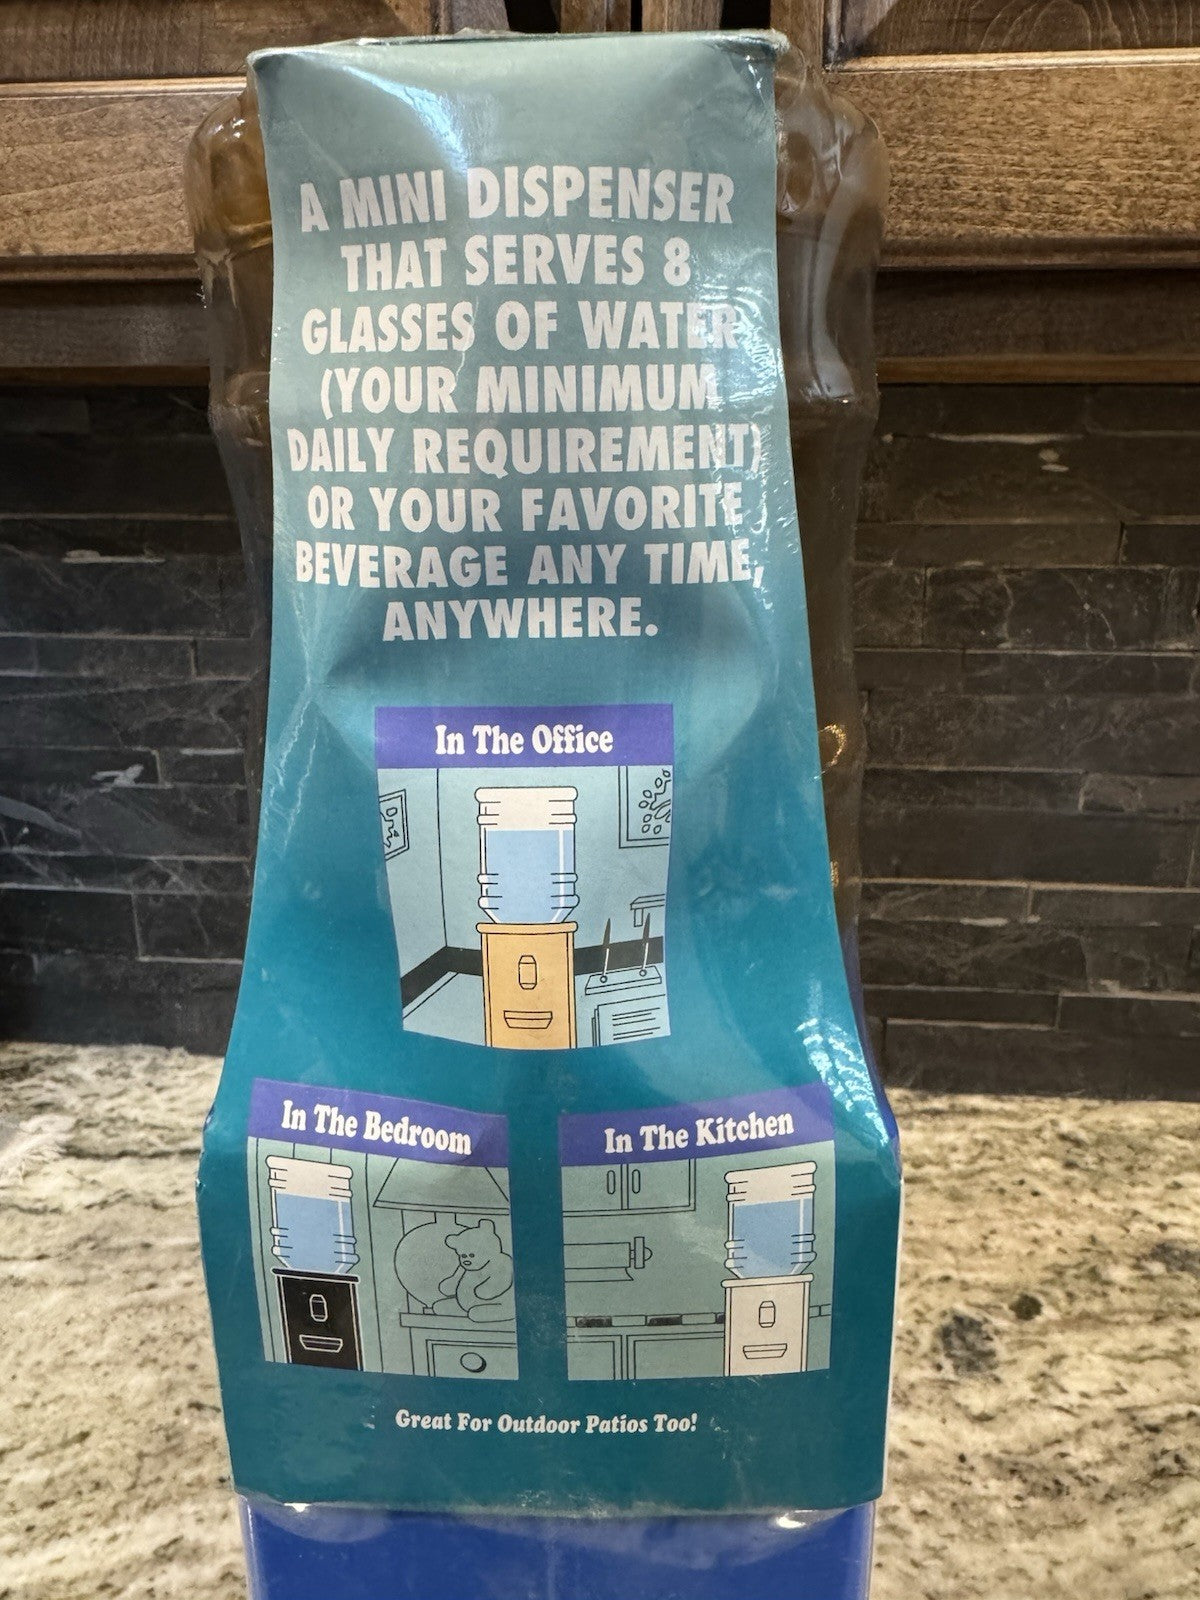 A MINI DISPENSER
THAT SERVES 8
GLASSES OF WATER
(YOUR MINIMUM
DAILY REQUIREMENT)
OR YOUR FAVORITE
BEVERAGE ANY TIME,
ANYWHERE.
In The Office
In The Bedroom
In The Kitchen
Great For Outdoor Patios Too!